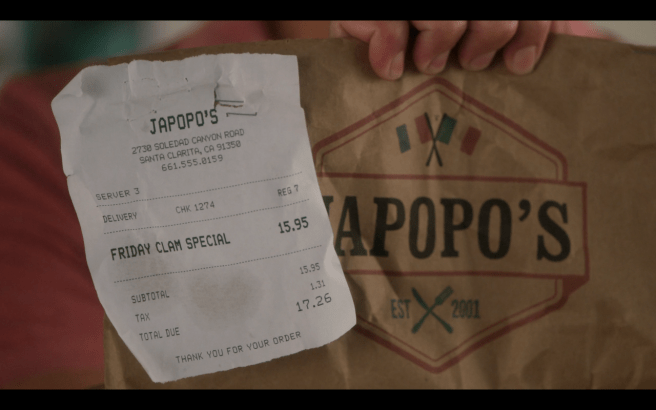 JAPOPO'S
2730 SOLEDAD CANYON ROAD
SANTA CLARITA, CA 91350
661.555.0159
SERVER 3
DELIVERY CHK 1274 REG 7
FRIDAY CLAM SPECIAL 15.95
SUBTOTAL 15.95
TAX 1.31
TOTAL DUE 17.26
THANK YOU FOR YOUR ORDER
JAPOPO'S
EST 2001